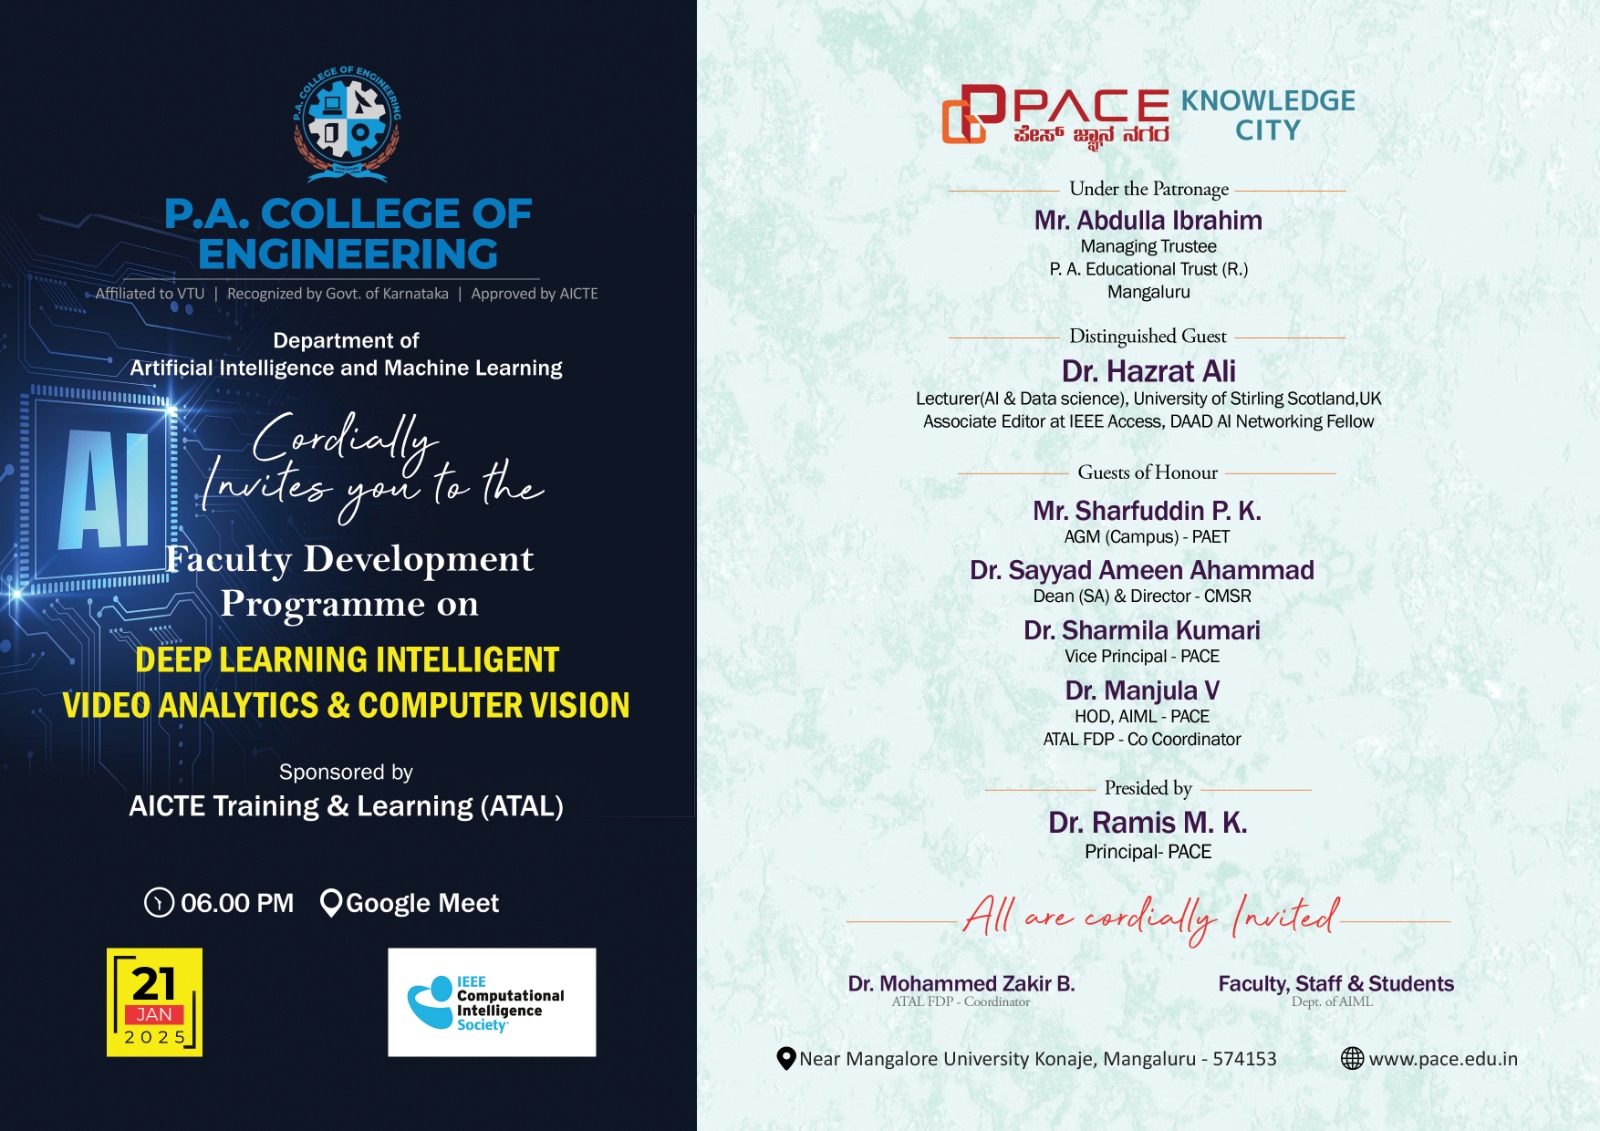 P.A. COLLEGE OF ENGINEERING
P.A. COLLEGE OF
ENGINEERING
Affiliated to VTU | Recognized by Govt. of Karnataka | Approved by AICTE
Department of
Artificial Intelligence and Machine Learning
Cordially
Invites you to the
AI
Faculty Development
Programme on
DEEP LEARNING INTELLIGENT
VIDEO ANALYTICS & COMPUTER VISION
Sponsored by
AICTE Training & Learning (ATAL)
06.00 PM Google Meet
21
JAN
2025
IEEE
Computational
Intelligence
Society
PACE KNOWLEDGE
ಪೇಸ್ ಜ್ಞಾನ ನಗರ CITY
Under the Patronage
Mr. Abdulla Ibrahim
Managing Trustee
P. A. Educational Trust (R.)
Mangaluru
Distinguished Guest
Dr. Hazrat Ali
Lecturer(AI & Data science), University of Stirling Scotland,UK
Associate Editor at IEEE Access, DAAD AI Networking Fellow
Guests of Honour
Mr. Sharfuddin P. K.
AGM (Campus) - PAET
Dr. Sayyad Ameen Ahammad
Dean (SA) & Director - CMSR
Dr. Sharmila Kumari
Vice Principal - PACE
Dr. Manjula V
HOD, AIML - PACE
ATAL FDP - Co Coordinator
Presided by
Dr. Ramis M. K.
Principal- PACE
All are cordially Invited
Dr. Mohammed Zakir B.
ATAL FDP - Coordinator
Faculty, Staff & Students
Dept. of AIML
Near Mangalore University Konaje, Mangaluru - 574153
www.pace.edu.in